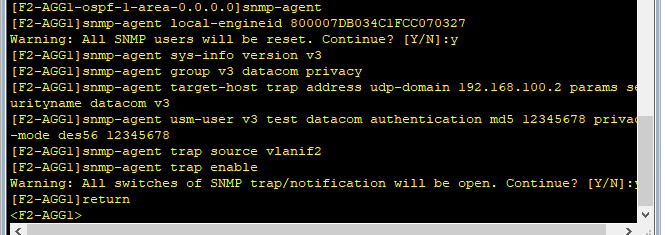 [F2-AGG1-ospf-1-area-0.0.0.0]snmp-agent
[F2-AGG1]snmp-agent local-engineid 800007DB034C1FCC070327
Warning: All SNMP users will be reset. Continue? [Y/N]:y
[F2-AGG1]snmp-agent sys-info version v3
[F2-AGG1]snmp-agent group v3 datacom privacy
[F2-AGG1]snmp-agent target-host trap address udp-domain 192.168.100.2 params se
urityname datacom v3
[F2-AGG1]snmp-agent usm-user v3 test datacom authentication md5 12345678 privac
-mode des56 12345678
[F2-AGG1]snmp-agent trap source vlanif2
[F2-AGG1]snmp-agent trap enable
Warning: All switches of SNMP trap/notification will be open. Continue? [Y/N]:y
[F2-AGG1]return
<F2-AGG1>